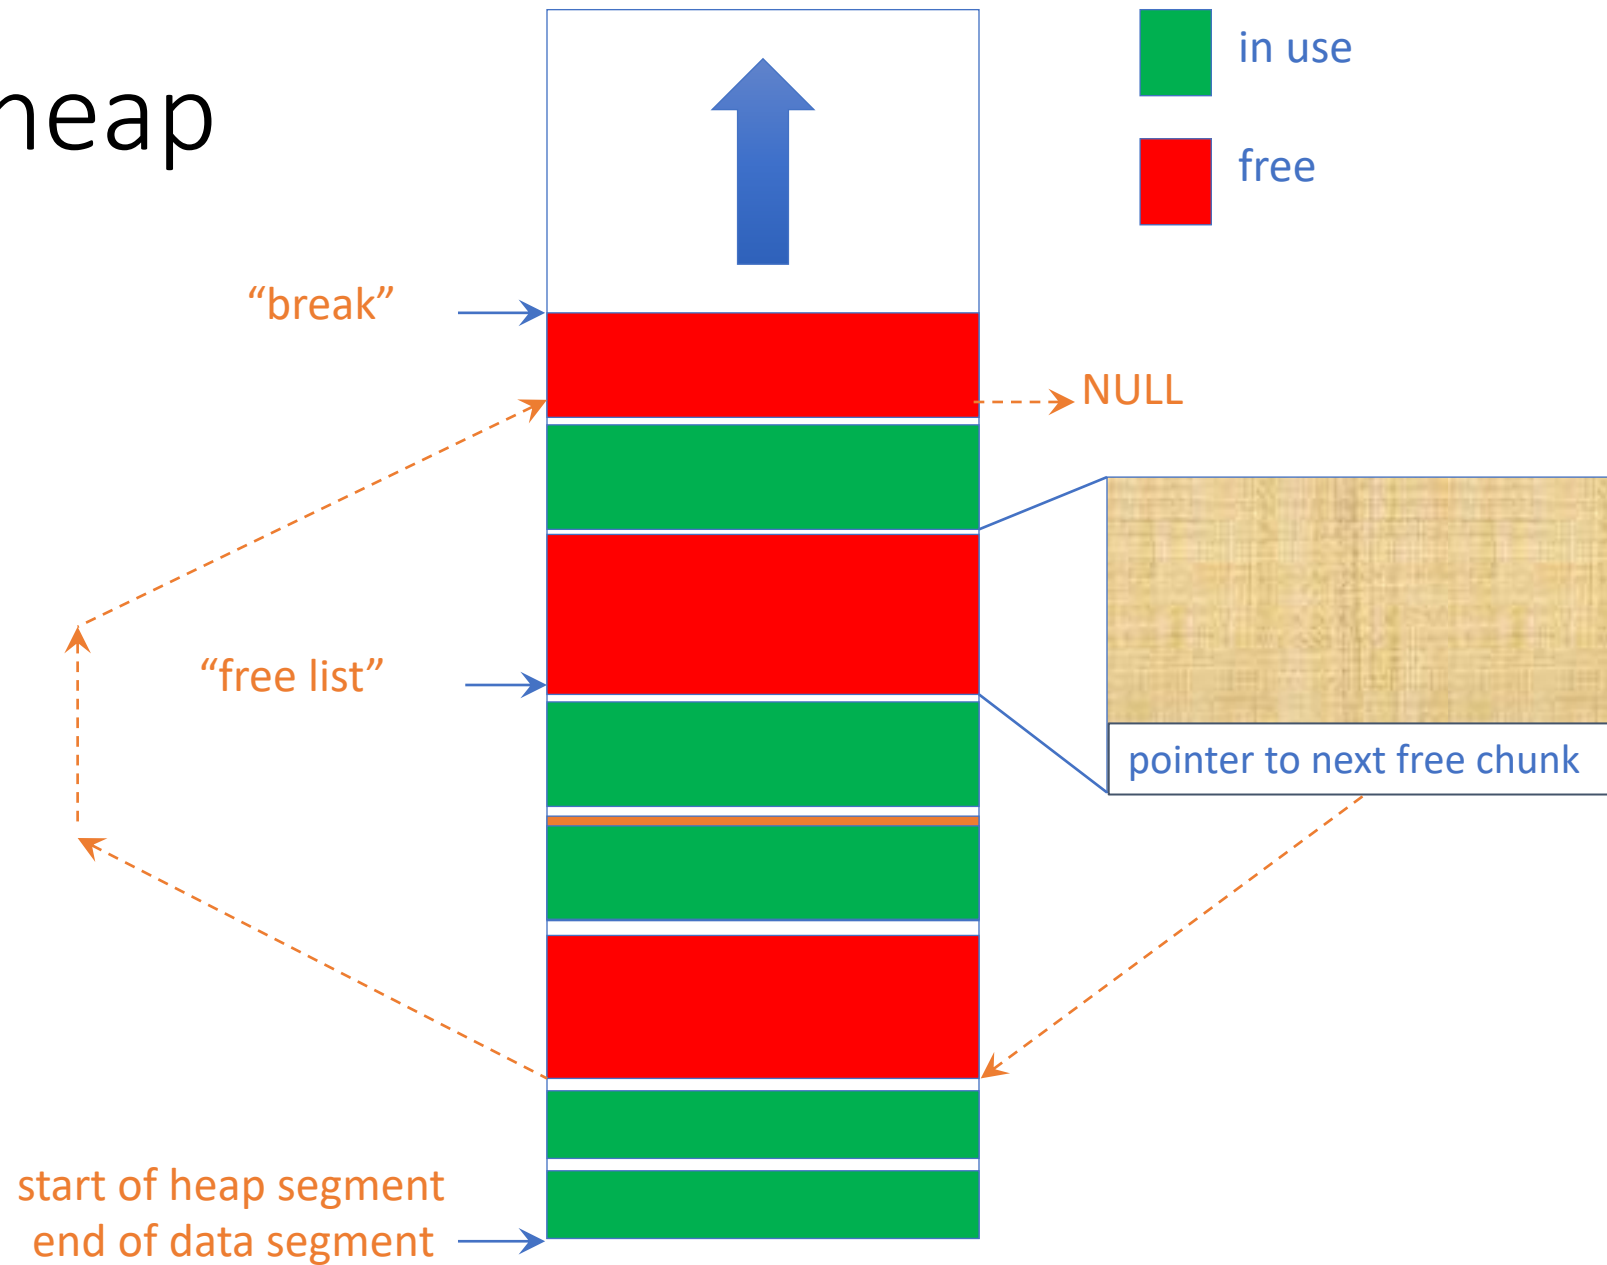 heap
in use
free
“break”
NULL
“free list”
pointer to next free chunk
start of heap segment
end of data segment